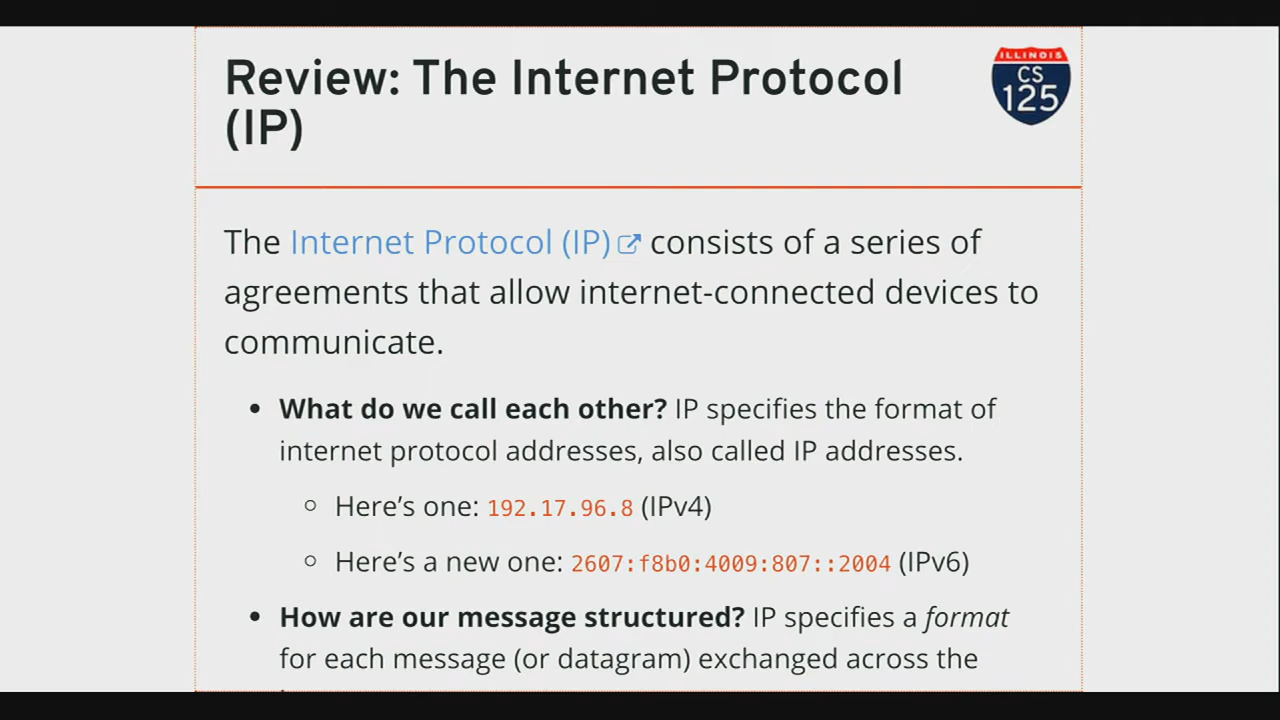 Review: The Internet Protocol
(IP)
ILLINOIS
CS
125
The Internet Protocol (IP) consists of a series of
agreements that allow internet-connected devices to
communicate.
• What do we call each other? IP specifies the format of
internet protocol addresses, also called IP addresses.
○ Here's one: 192.17.96.8 (IPv4)
○ Here's a new one: 2607:f8b0:4009:807::2004 (IPv6)
• How are our message structured? IP specifies a format
for each message (or datagram) exchanged across the